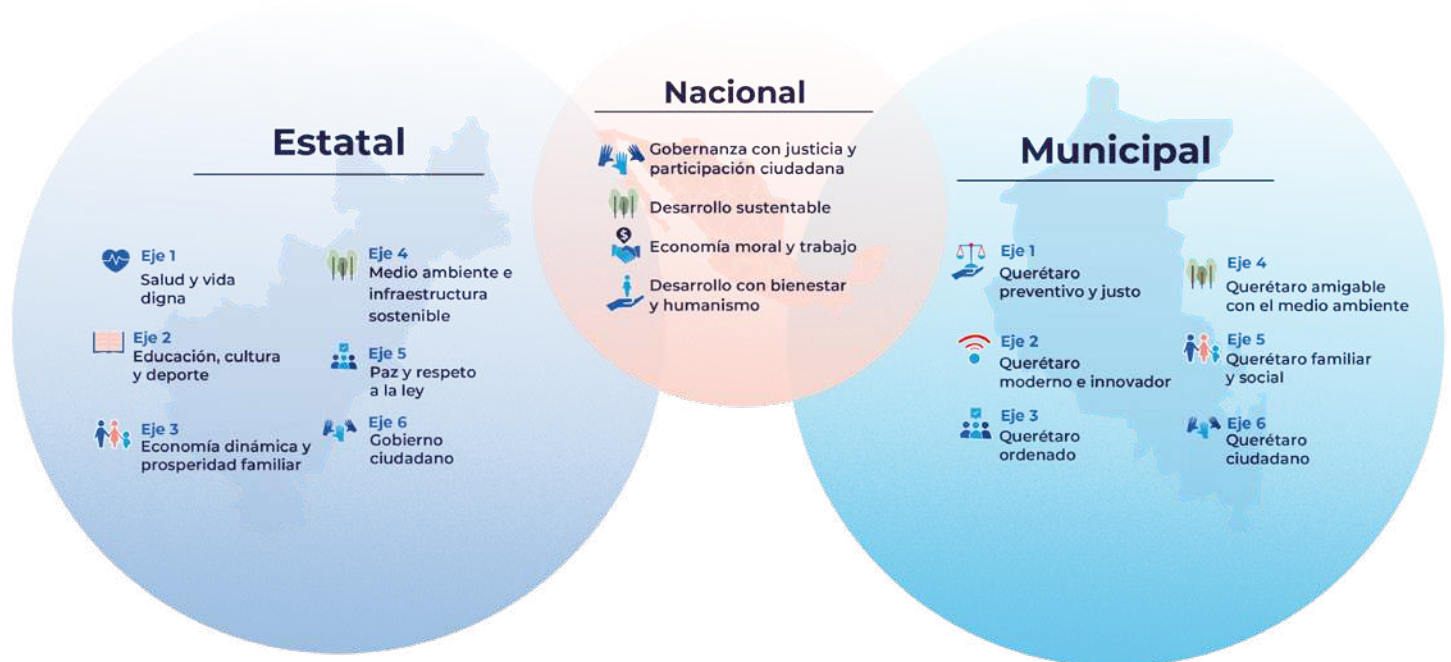 Estatal
Eje 1
Salud y vida
digna
Eje 2
Educación, cultura
y deporte
Eje 3
Economía dinámica y
prosperidad familiar
Eje 4
Medio ambiente e
infraestructura
sostenible
Eje 5
Paz y respeto
a la ley
Eje 6
Gobierno
ciudadano
Nacional
Gobernanza con justicia y
participación ciudadana
Desarrollo sustentable
$
Economía moral y trabajo
Desarrollo con bienestar
y humanismo
Municipal
Eje 1
Querétaro
preventivo y justo
Eje 2
Querétaro
moderno e innovador
Eje 3
Querétaro
ordenado
Eje 4
Querétaro amigable
con el medio ambiente
Eje 5
Querétaro familiar
y social
Eje 6
Querétaro
ciudadano